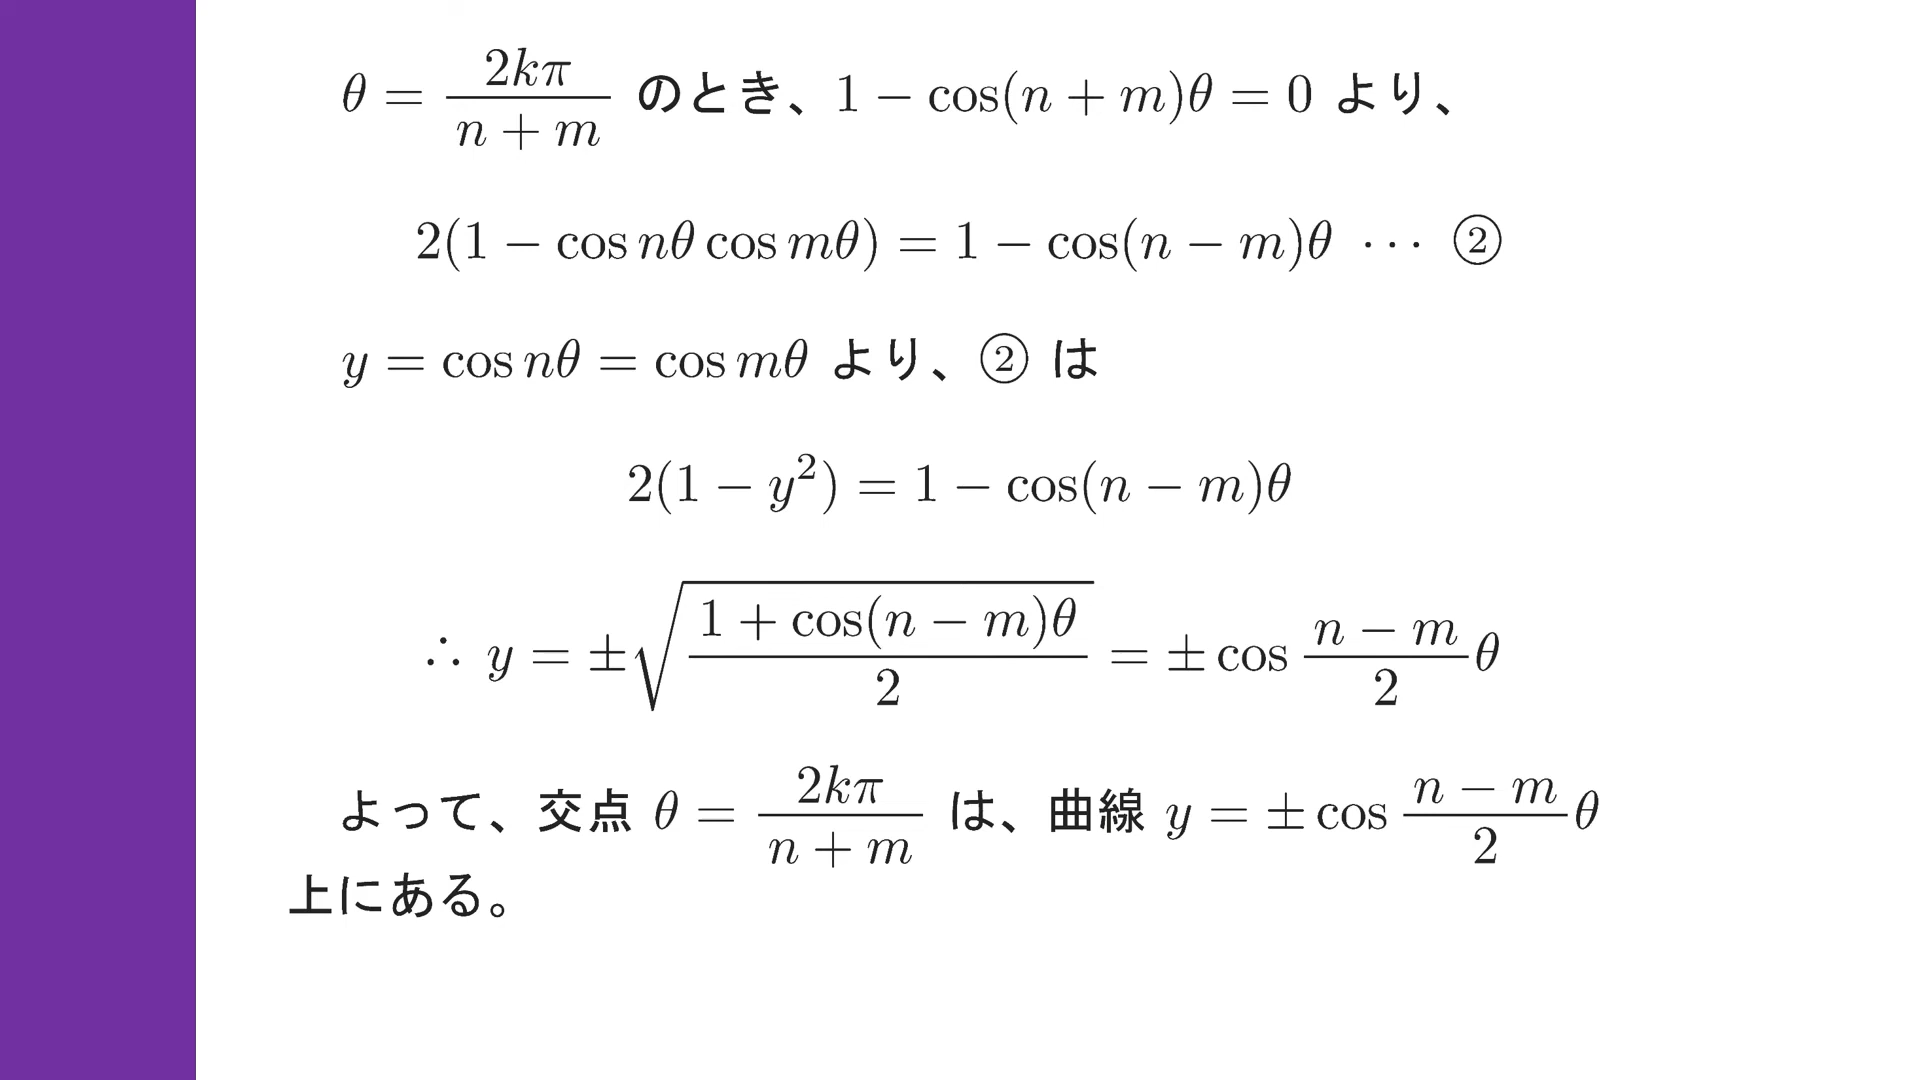 θ = 2kπ/(n + m) のとき、1 − cos(n + m)θ = 0 より、
2(1 − cos nθ cos mθ) = 1 − cos(n − m)θ ⋯ ②
y = cos nθ = cos mθ より、② は
2(1 − y²) = 1 − cos(n − m)θ
∴ y = ±√((1 + cos(n − m)θ)/2) = ± cos (n − m)/2 θ
よって、交点 θ = 2kπ/(n + m) は、曲線 y = ± cos (n − m)/2 θ
上にある。